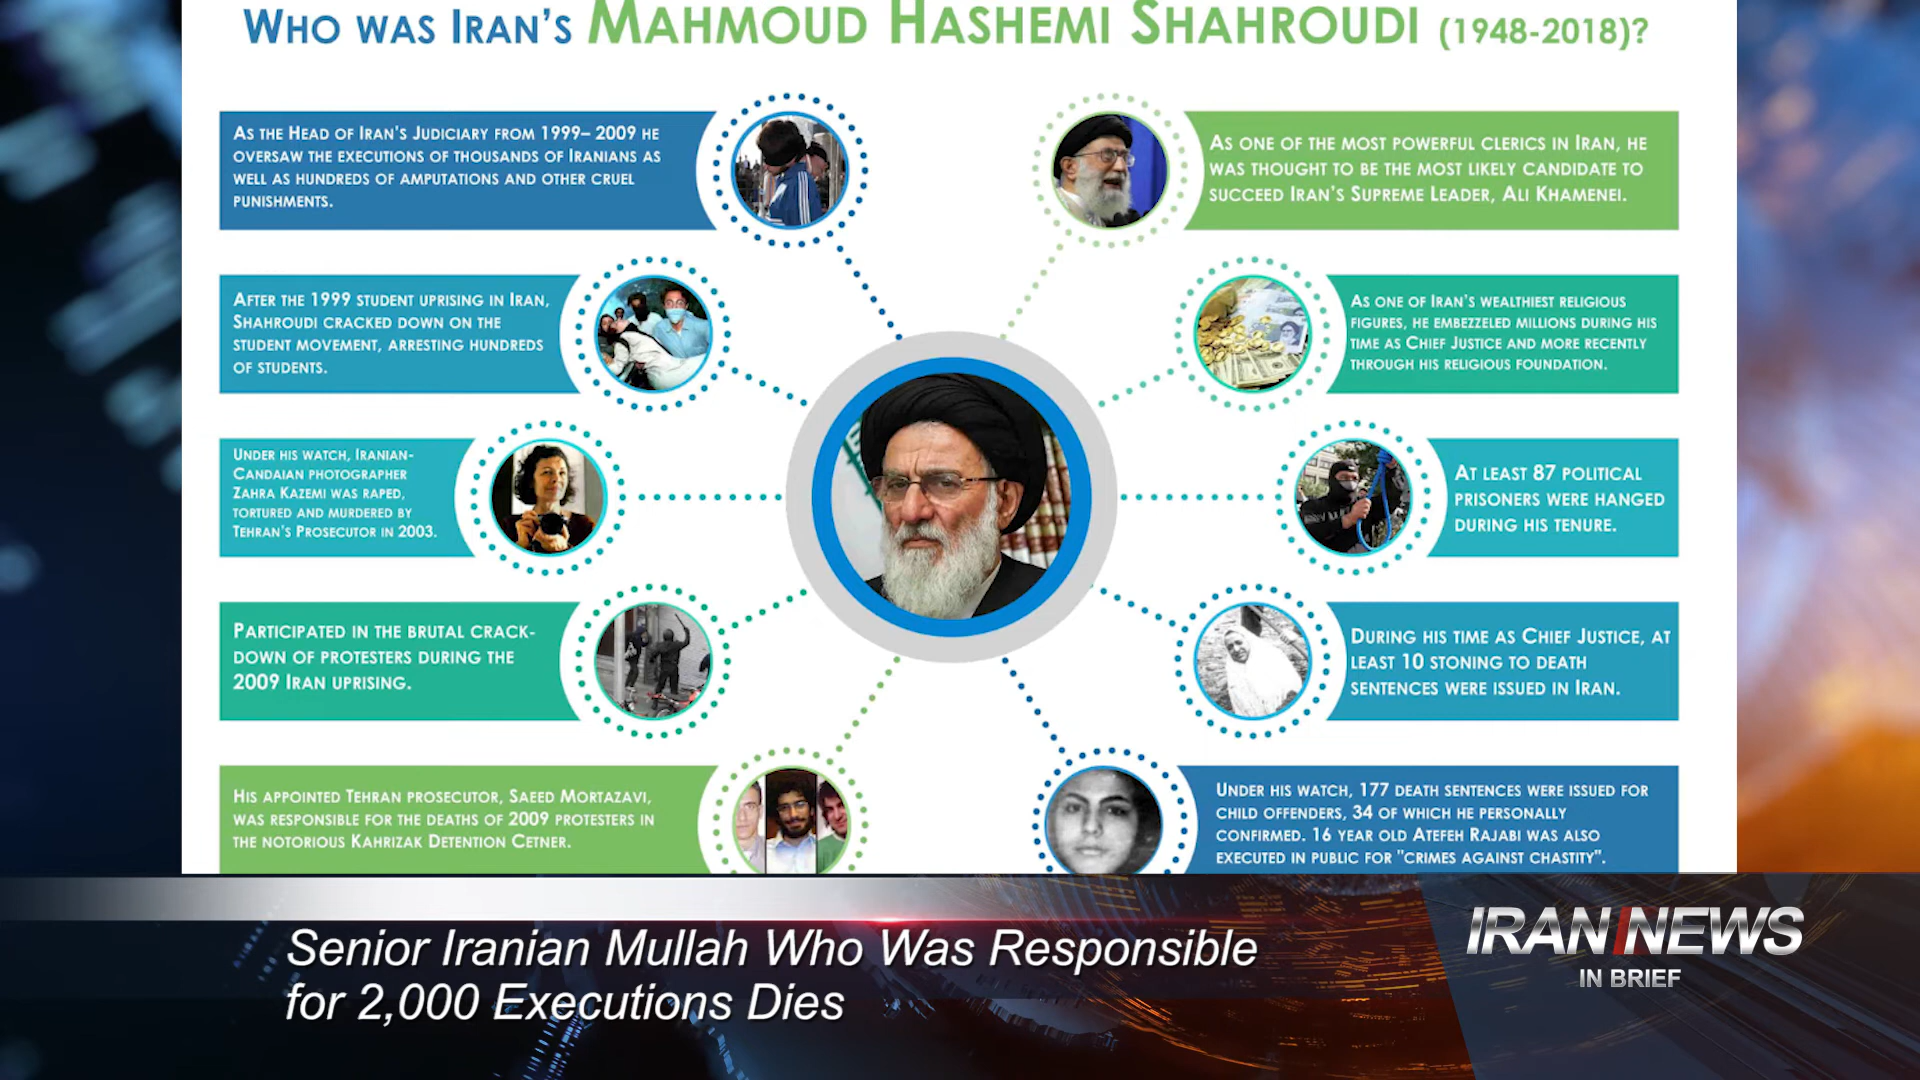 WHO WAS IRAN'S MAHMOUD HASHEMI SHAHROUDI (1948-2018)?
AS THE HEAD OF IRAN'S JUDICIARY FROM 1999– 2009 HE
OVERSAW THE EXECUTIONS OF THOUSANDS OF IRANIANS AS
WELL AS HUNDREDS OF AMPUTATIONS AND OTHER CRUEL
PUNISHMENTS.
AFTER THE 1999 STUDENT UPRISING IN IRAN,
SHAHROUDI CRACKED DOWN ON THE
STUDENT MOVEMENT, ARRESTING HUNDREDS
OF STUDENTS.
UNDER HIS WATCH, IRANIAN-
CANDAIAN PHOTOGRAPHER
ZAHRA KAZEMI WAS RAPED,
TORTURED AND MURDERED BY
TEHRAN'S PROSECUTOR IN 2003.
PARTICIPATED IN THE BRUTAL CRACK-
DOWN OF PROTESTERS DURING THE
2009 IRAN UPRISING.
HIS APPOINTED TEHRAN PROSECUTOR, SAEED MORTAZAVI,
WAS RESPONSIBLE FOR THE DEATHS OF 2009 PROTESTERS IN
THE NOTORIOUS KAHRIZAK DETENTION CETNER.
AS ONE OF THE MOST POWERFUL CLERICS IN IRAN, HE
WAS THOUGHT TO BE THE MOST LIKELY CANDIDATE TO
SUCCEED IRAN'S SUPREME LEADER, ALI KHAMENEI.
AS ONE OF IRAN'S WEALTHIEST RELIGIOUS
FIGURES, HE EMBEZZELED MILLIONS DURING HIS
TIME AS CHIEF JUSTICE AND MORE RECENTLY
THROUGH HIS RELIGIOUS FOUNDATION.
AT LEAST 87 POLITICAL
PRISONERS WERE HANGED
DURING HIS TENURE.
DURING HIS TIME AS CHIEF JUSTICE, AT
LEAST 10 STONING TO DEATH
SENTENCES WERE ISSUED IN IRAN.
UNDER HIS WATCH, 177 DEATH SENTENCES WERE ISSUED FOR
CHILD OFFENDERS, 34 OF WHICH HE PERSONALLY
CONFIRMED. 16 YEAR OLD ATEFEH RAJABI WAS ALSO
EXECUTED IN PUBLIC FOR "CRIMES AGAINST CHASTITY".
Senior Iranian Mullah Who Was Responsible
for 2,000 Executions Dies
IRAN NEWS
IN BRIEF